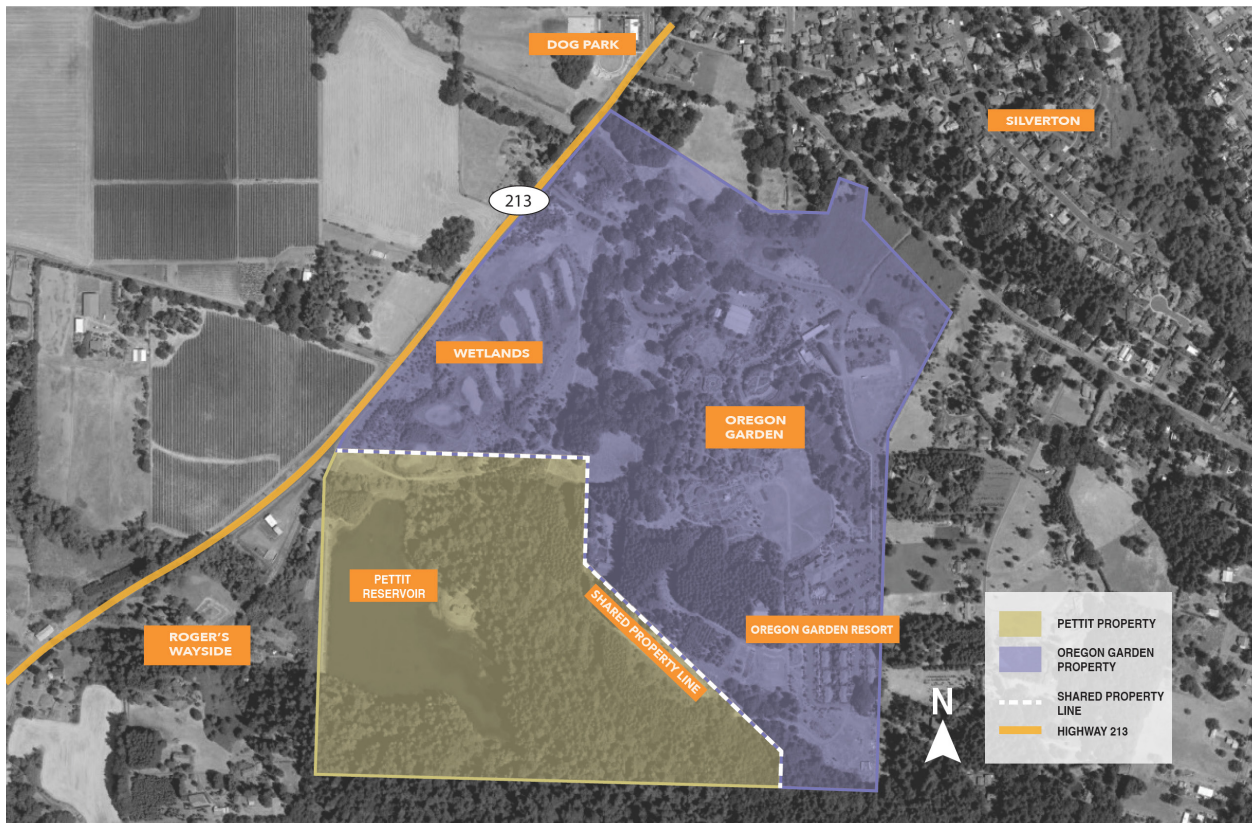 DOG PARK
SILVERTON
213
WETLANDS
OREGON
GARDEN
PETTIT
RESERVOIR
SHARED PROPERTY LINE
OREGON GARDEN RESORT
ROGER'S
WAYSIDE
N
PETTIT PROPERTY
OREGON GARDEN
PROPERTY
SHARED PROPERTY
LINE
HIGHWAY 213